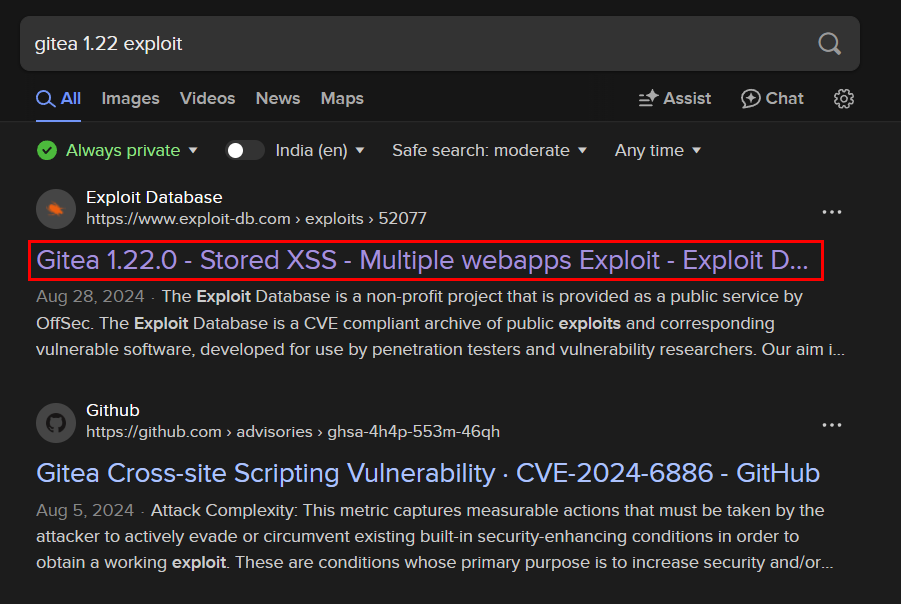 gitea 1.22 exploit
All Images Videos News Maps Assist Chat
Always private India (en) Safe search: moderate Any time
Exploit Database
https://www.exploit-db.com › exploits › 52077
Gitea 1.22.0 - Stored XSS - Multiple webapps Exploit - Exploit D...
Aug 28, 2024 · The Exploit Database is a non-profit project that is provided as a public service by
OffSec. The Exploit Database is a CVE compliant archive of public exploits and corresponding
vulnerable software, developed for use by penetration testers and vulnerability researchers. Our aim i...
Github
https://github.com › advisories › ghsa-4h4p-553m-46qh
Gitea Cross-site Scripting Vulnerability · CVE-2024-6886 - GitHub
Aug 5, 2024 · Attack Complexity: This metric captures measurable actions that must be taken by the
attacker to actively evade or circumvent existing built-in security-enhancing conditions in order to
obtain a working exploit. These are conditions whose primary purpose is to increase security and/or...